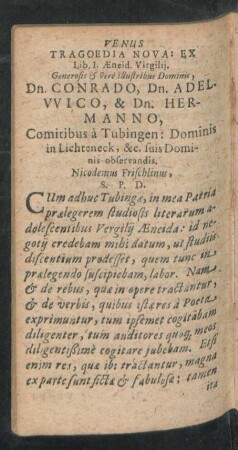 VENUS
TRAGOEDIA NOVA: EX
Lib. I. Æneid. Virgilij.
Generosis & verè illustribus Dominis,
Dn. CONRADO, Dn. ADEL-
VVICO, & Dn. HER-
MANNO,
Comitibus à Tubingen: Dominis
in Lichteneck, &c. suis Domi-
nis observandis.
Nicodemus Frischlinus,
S. P. D.
CUm adhuc Tubingæ, in mea Patria
prælegerem studiosis literarum a-
dolescentibus Vergilij Æneida: id ne-
gotij credebam mihi datum, ut studiis
discentium prodesset, quem tunc in
prælegendo suscipiebam, labor. Nam
& de rebus, quæ in opere tractantur,
& de verbis, quibus istæ res à Poeta
exprimuntur, tum ipsemet cogitabam
diligenter, tum auditores quoq; meos
diligentissimè cogitare jubebam. Etsi
enim res, quæ ibi tractantur, magna
ex parte sunt fictæ & fabulosæ: tamen
ita